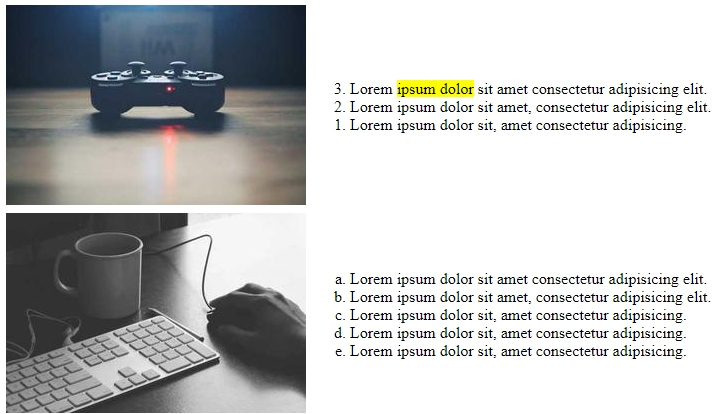 3. Lorem ipsum dolor sit amet consectetur adipisicing elit.
2. Lorem ipsum dolor sit amet, consectetur adipisicing elit.
1. Lorem ipsum dolor sit, amet consectetur adipisicing.
a. Lorem ipsum dolor sit amet consectetur adipisicing elit.
b. Lorem ipsum dolor sit amet, consectetur adipisicing elit.
c. Lorem ipsum dolor sit, amet consectetur adipisicing.
d. Lorem ipsum dolor sit, amet consectetur adipisicing.
e. Lorem ipsum dolor sit, amet consectetur adipisicing.